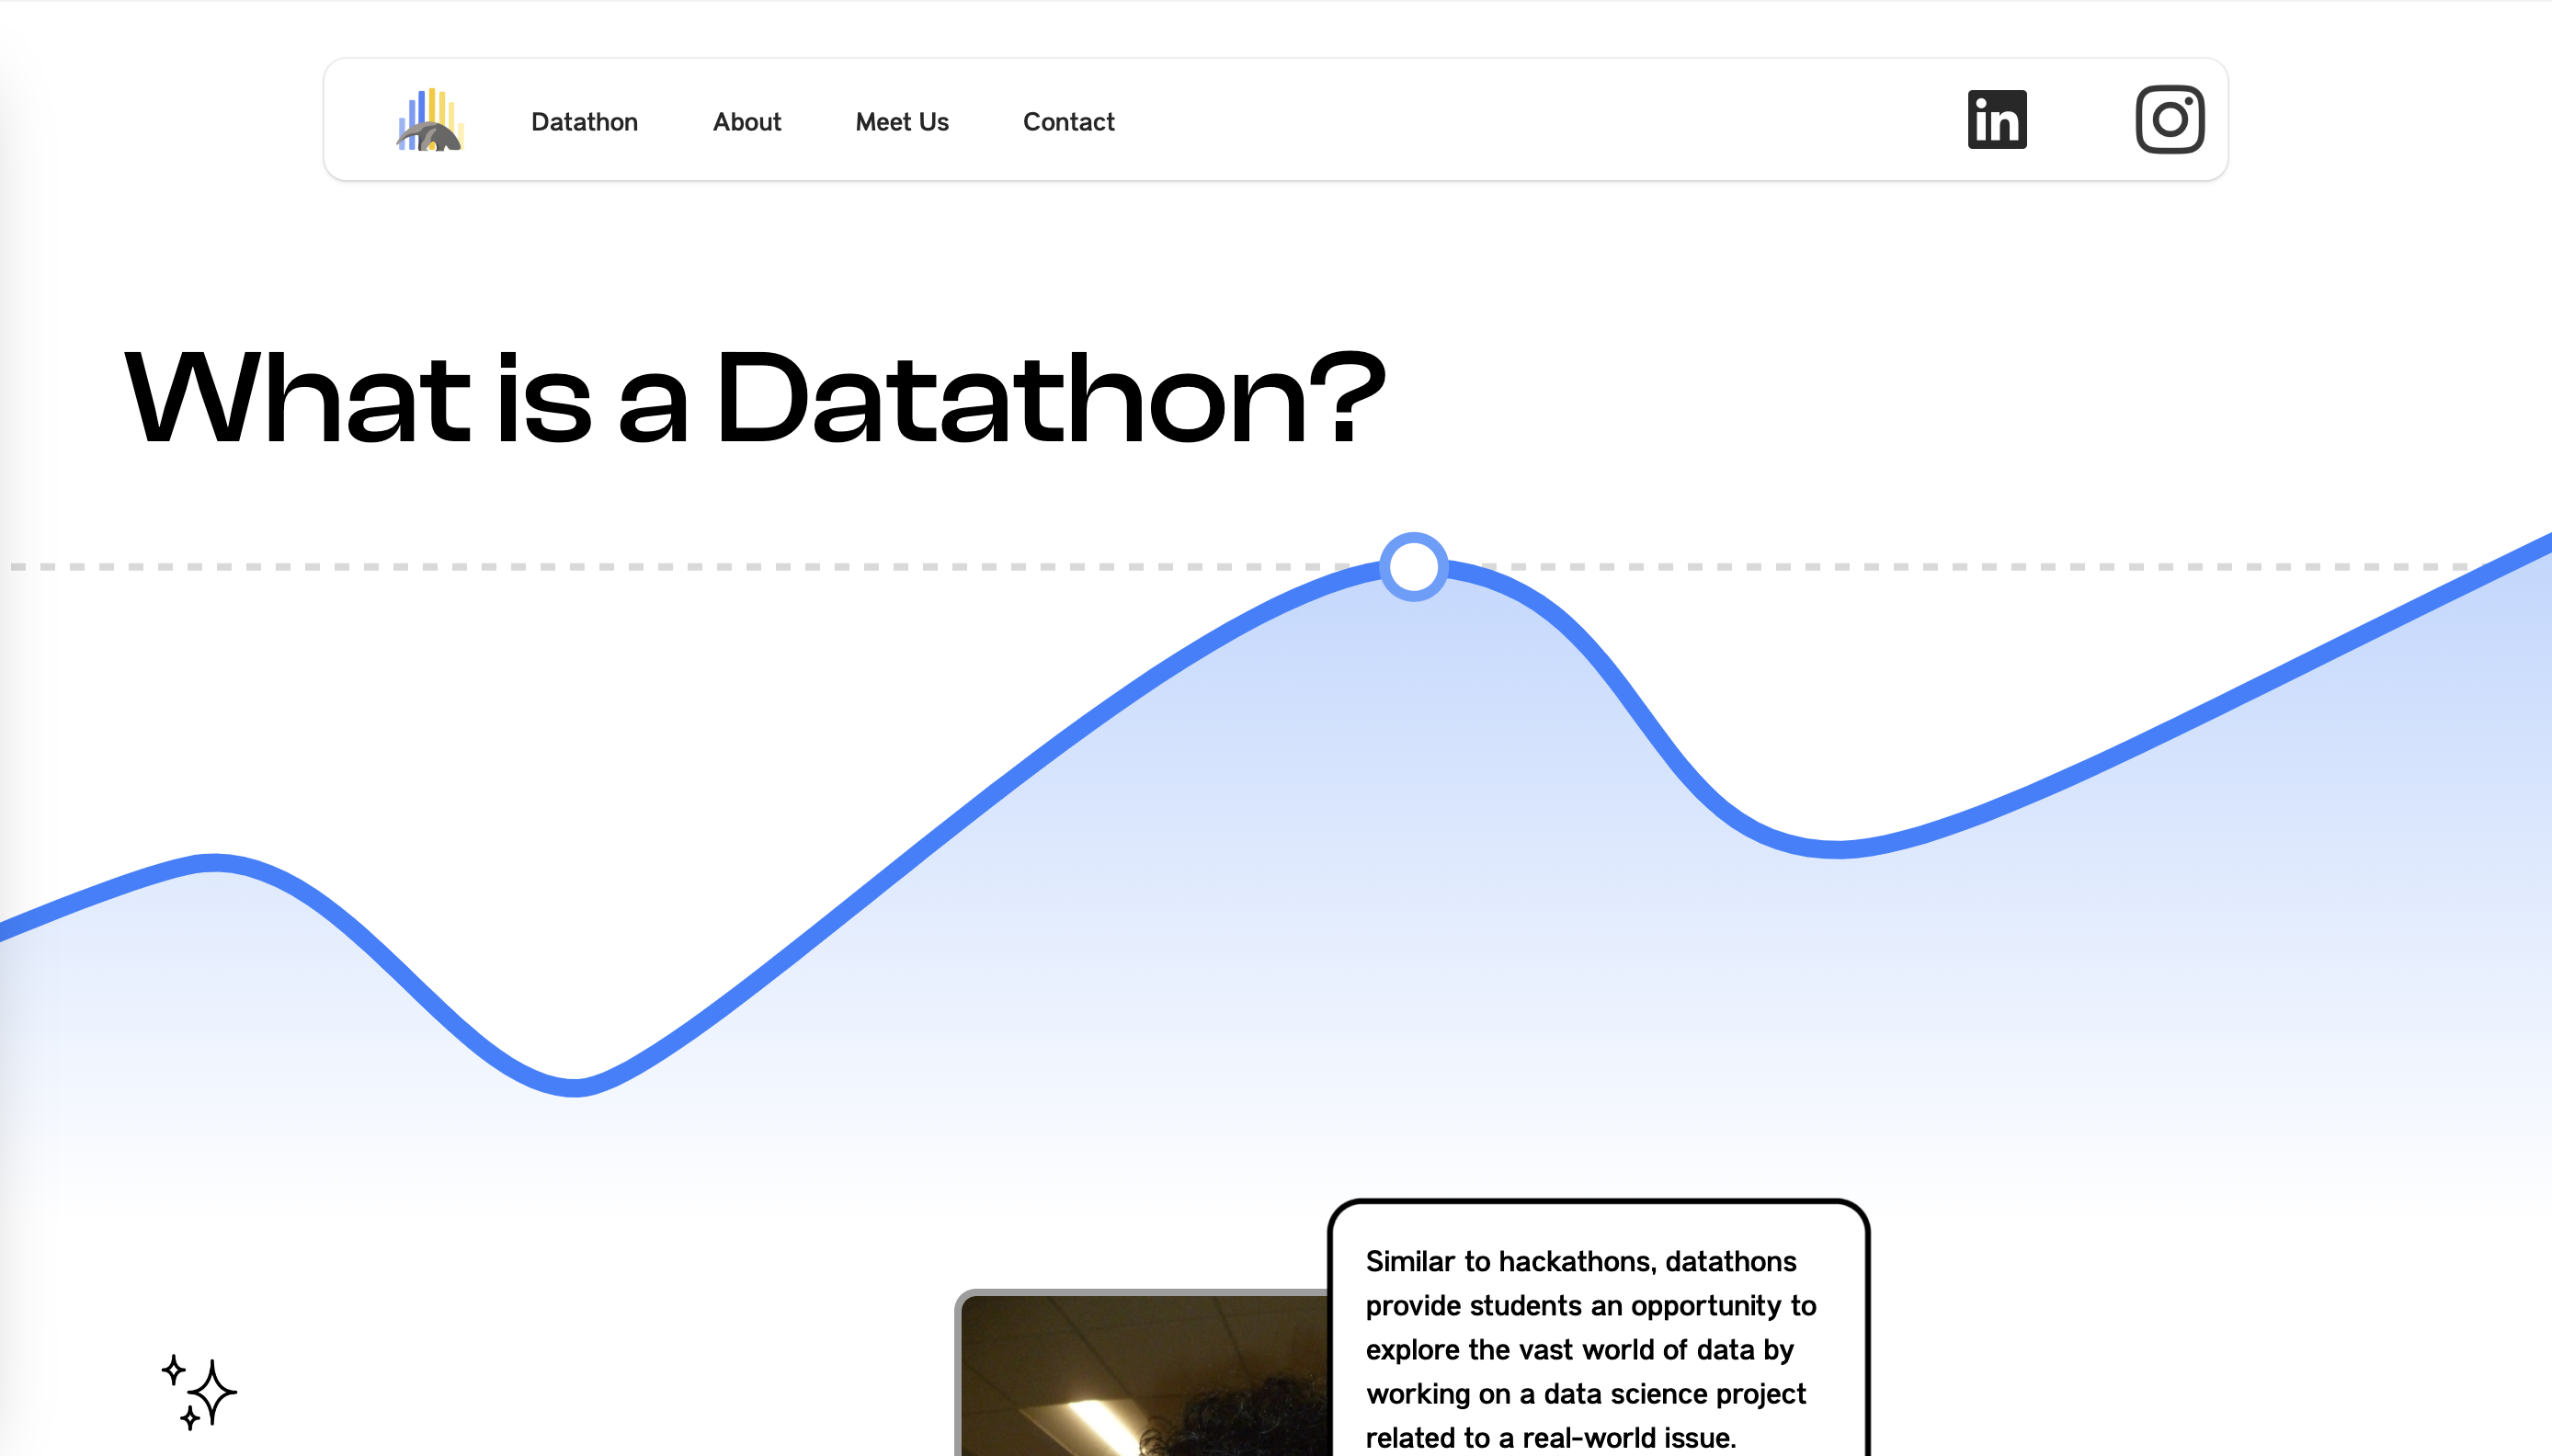 Datathon About Meet Us Contact
What is a Datathon?
Similar to hackathons, datathons
provide students an opportunity to
explore the vast world of data by
working on a data science project
related to a real-world issue.